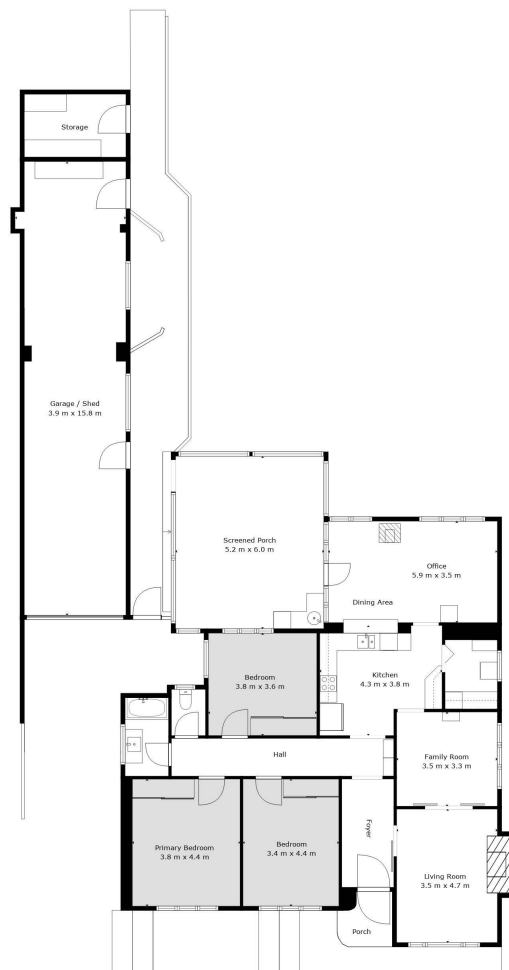 Storage
Garage / Shed
3.9 m x 15.8 m
Screened Porch
5.2 m x 6.0 m
Office
5.9 m x 3.5 m
Dining Area
Bedroom
3.8 m x 3.6 m
Kitchen
4.3 m x 3.8 m
Hall
Family Room
3.5 m x 3.3 m
Primary Bedroom
3.8 m x 4.4 m
Bedroom
3.4 m x 4.4 m
Foyer
Living Room
3.5 m x 4.7 m
Porch